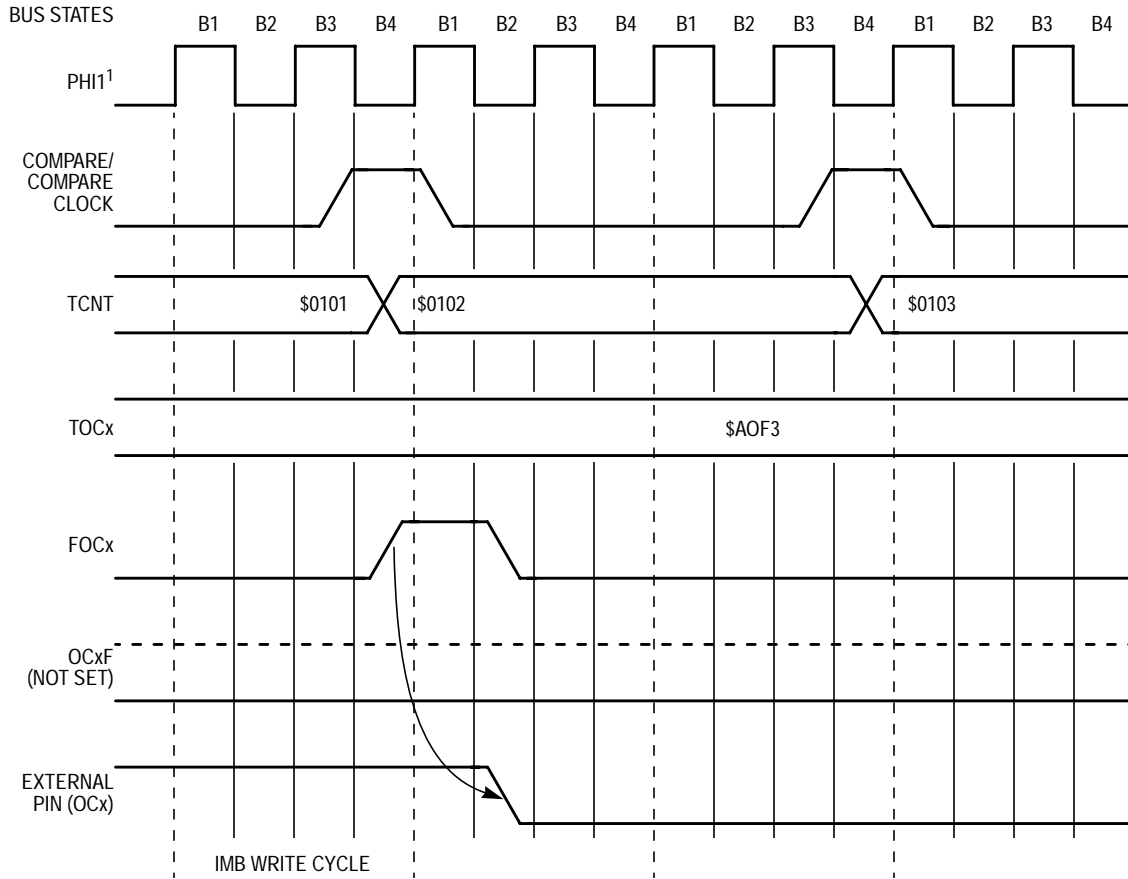 BUS STATES
B1 B2 B3 B4 B1 B2 B3 B4 B1 B2 B3 B4 B1 B2 B3 B4
PHI1¹
COMPARE/
COMPARE
CLOCK
TCNT
$0101
$0102
$0103
TOCx
$AOF3
FOCx
OCxF
(NOT SET)
EXTERNAL
PIN (OCx)
IMB WRITE CYCLE